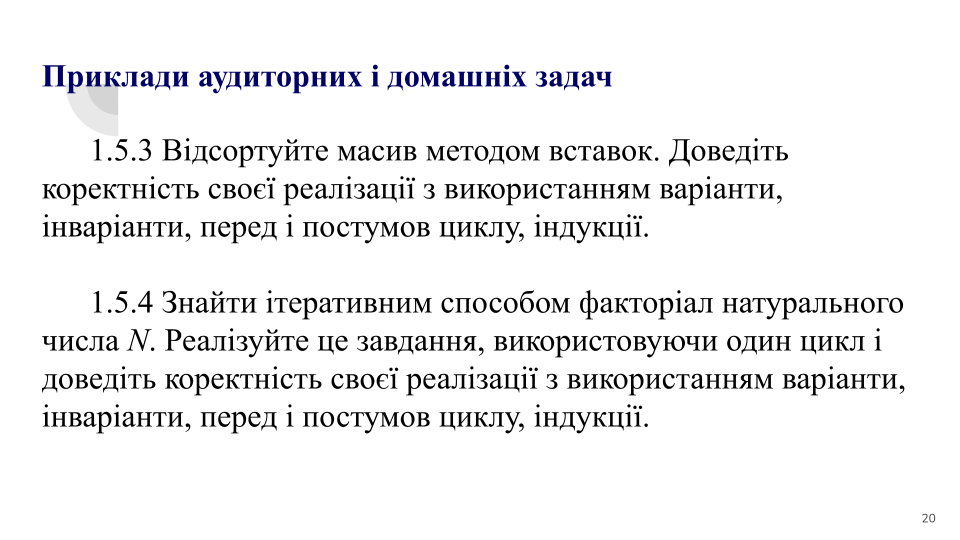 Приклади аудиторних і домашніх задач
1.5.3 Відсортуйте масив методом вставок. Доведіть
коректність своєї реалізації з використанням варіанти,
інваріанти, перед і постумов циклу, індукції.
1.5.4 Знайти ітеративним способом факторіал натурального
числа N. Реалізуйте це завдання, використовуючи один цикл і
доведіть коректність своєї реалізації з використанням варіанти,
інваріанти, перед і постумов циклу, індукції.
20